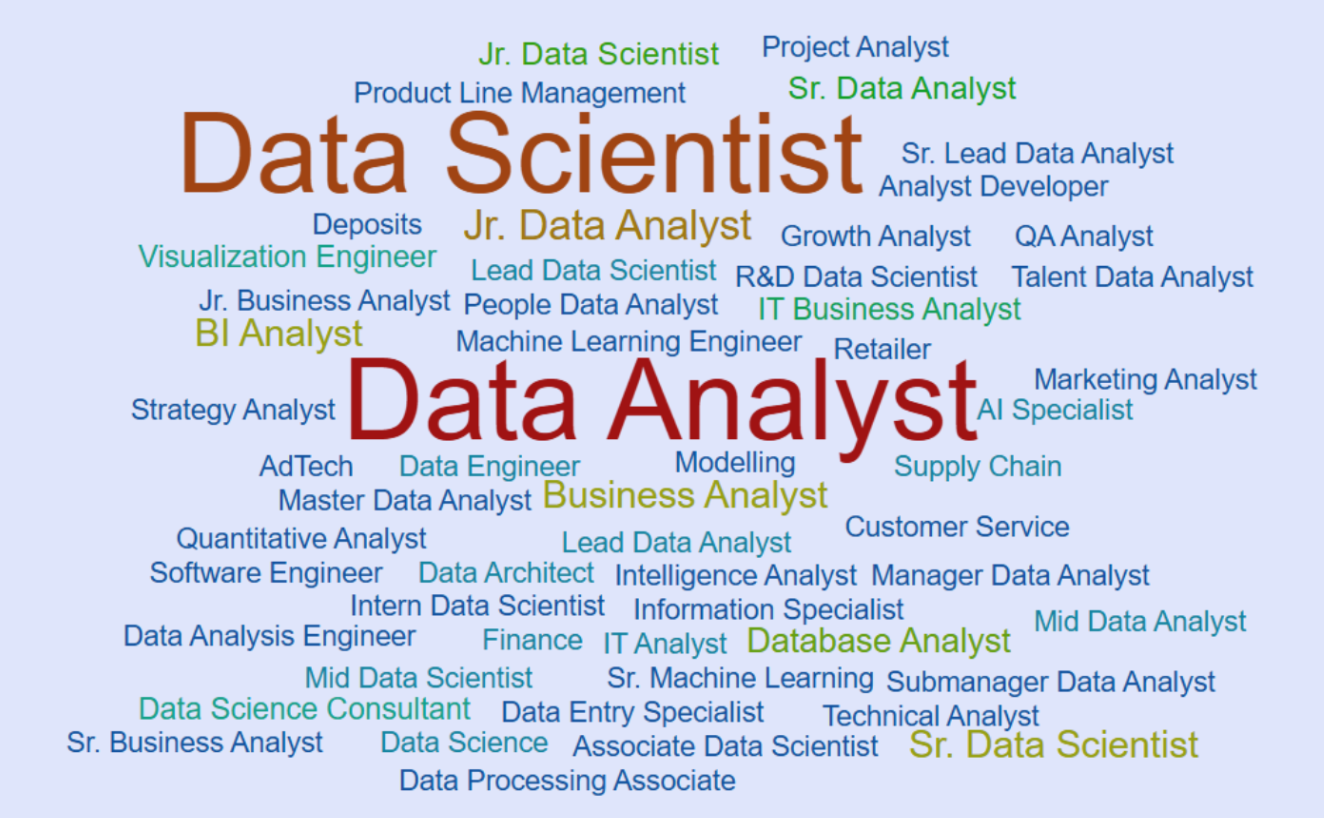 Jr. Data Scientist
Project Analyst
Product Line Management
Sr. Data Analyst
Data Scientist
Sr. Lead Data Analyst
Analyst Developer
Deposits
Jr. Data Analyst
Growth Analyst
QA Analyst
Visualization Engineer
Lead Data Scientist
R&D Data Scientist
Talent Data Analyst
Jr. Business Analyst
People Data Analyst
IT Business Analyst
BI Analyst
Machine Learning Engineer
Retailer
Marketing Analyst
Strategy Analyst
Data Analyst
AI Specialist
AdTech
Data Engineer
Modelling
Supply Chain
Master Data Analyst
Business Analyst
Customer Service
Quantitative Analyst
Lead Data Analyst
Software Engineer
Data Architect
Intelligence Analyst
Manager Data Analyst
Intern Data Scientist
Information Specialist
Mid Data Analyst
Data Analysis Engineer
Finance
IT Analyst
Database Analyst
Mid Data Scientist
Sr. Machine Learning
Submanager Data Analyst
Data Science Consultant
Data Entry Specialist
Technical Analyst
Sr. Business Analyst
Data Science
Associate Data Scientist
Sr. Data Scientist
Data Processing Associate